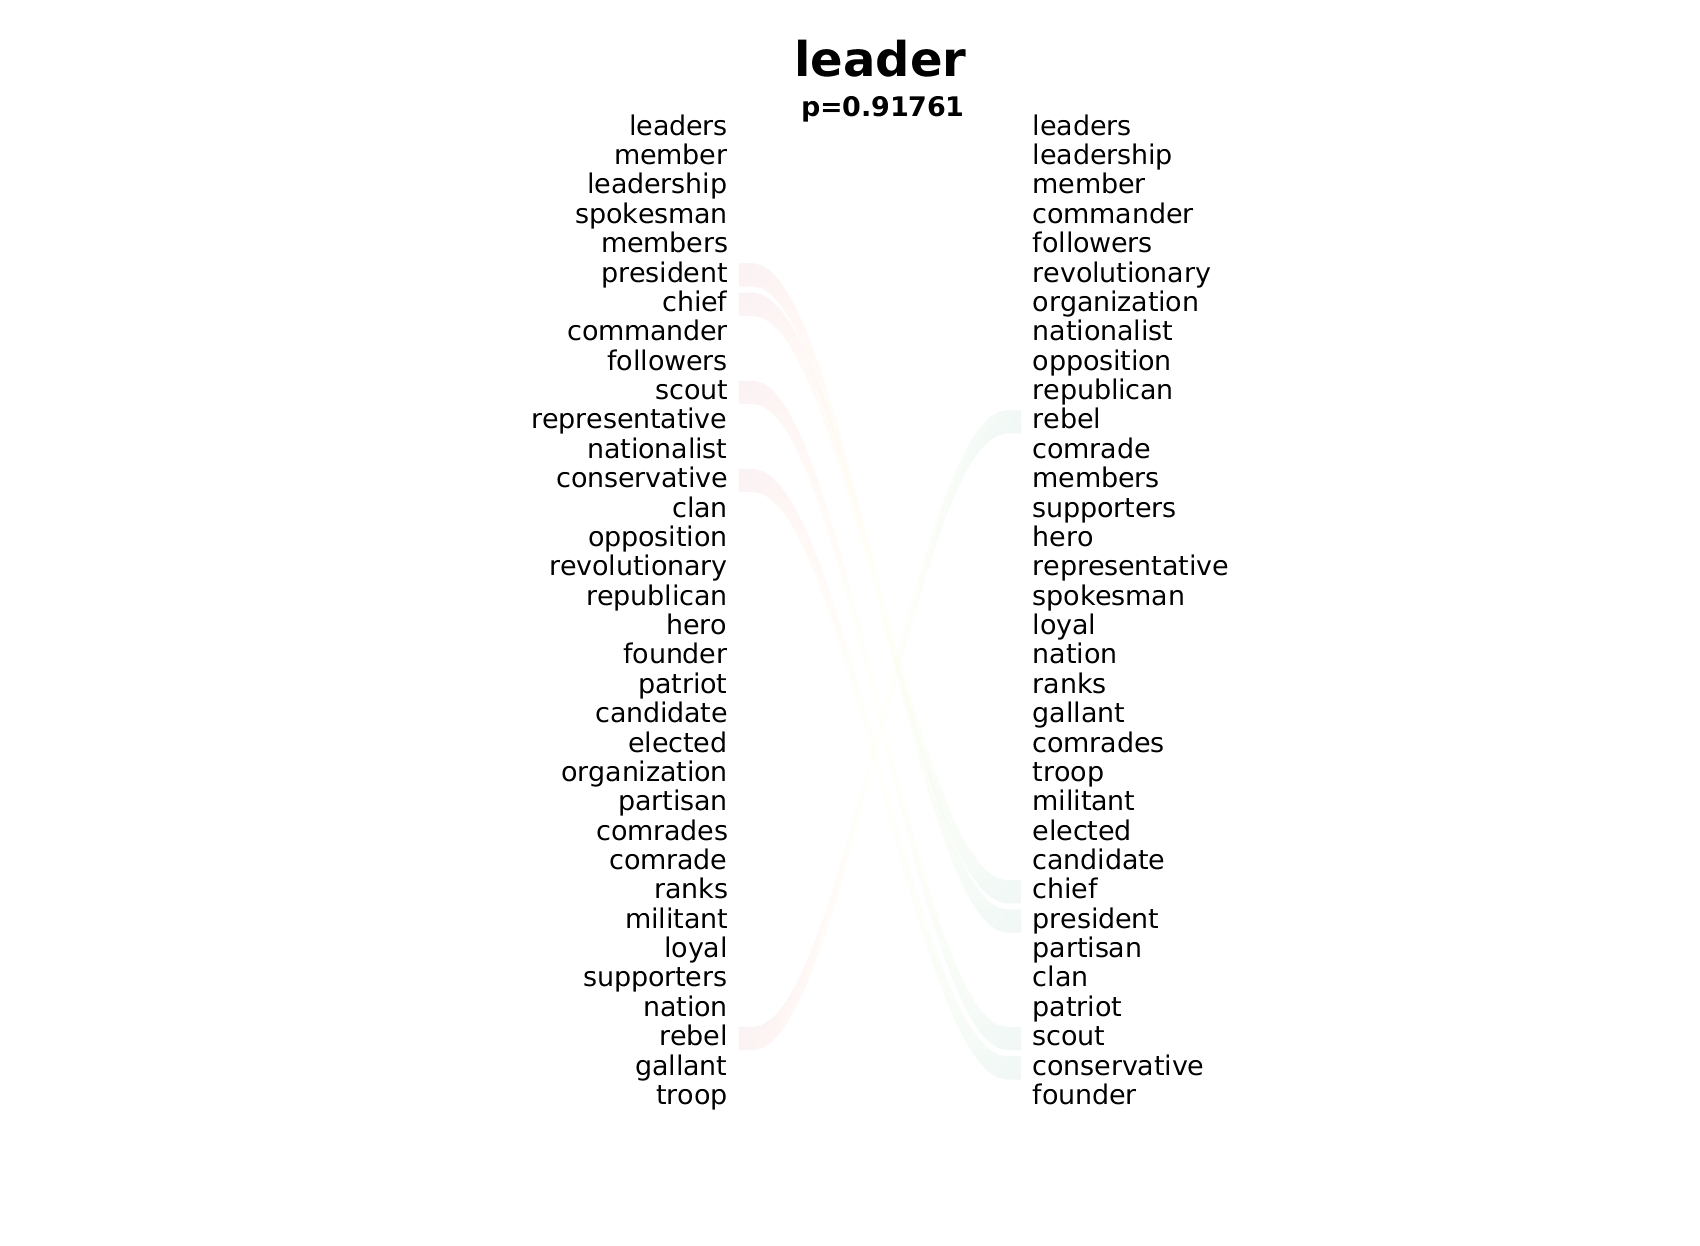 leader
p=0.91761
leaders leaders
member leadership
leadership member
spokesman commander
members followers
president revolutionary
chief organization
commander nationalist
followers opposition
scout republican
representative rebel
nationalist comrade
conservative members
clan supporters
opposition hero
revolutionary representative
republican spokesman
hero loyal
founder nation
patriot ranks
candidate gallant
elected comrades
organization troop
partisan militant
comrades elected
comrade candidate
ranks chief
militant president
loyal partisan
supporters clan
nation patriot
rebel scout
gallant conservative
troop founder